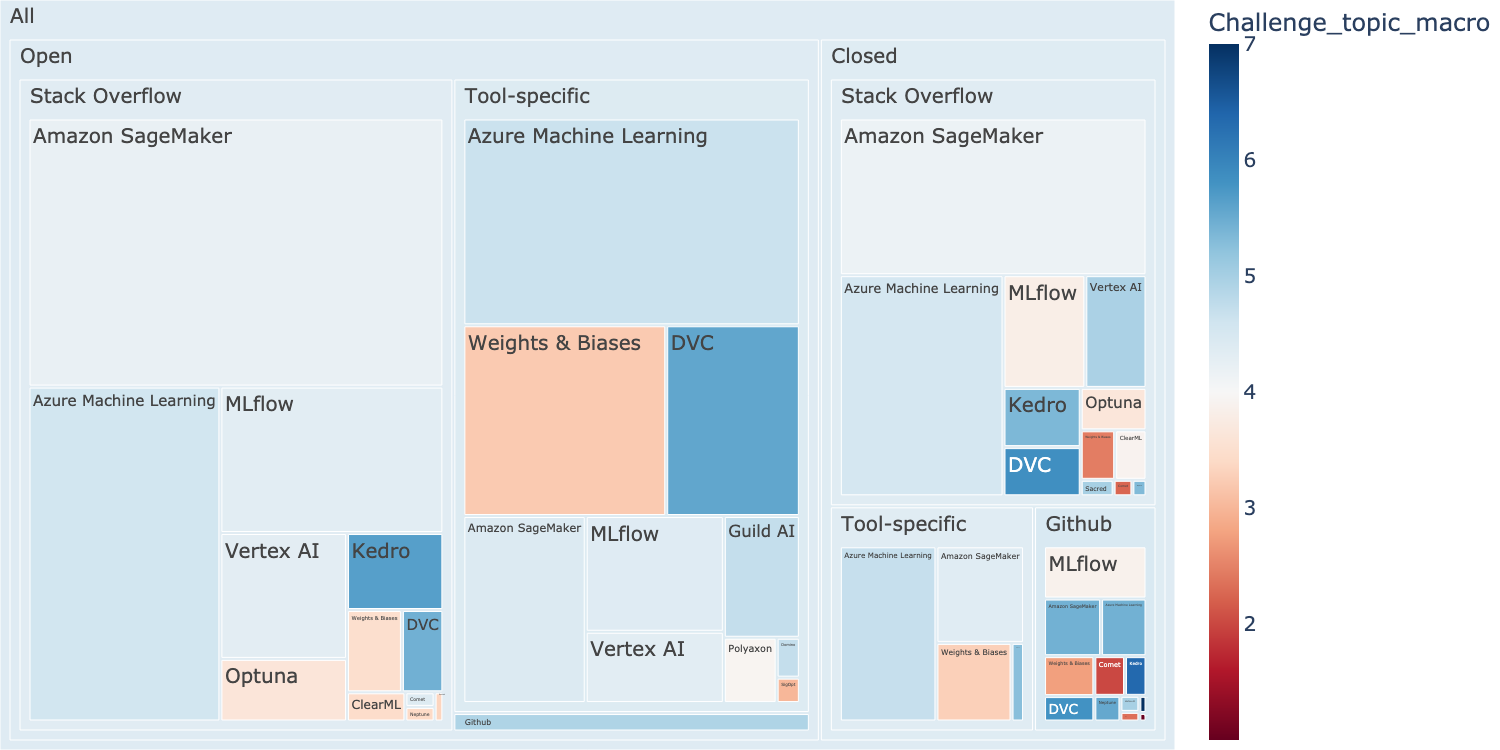 All
Open
Stack Overflow
Amazon SageMaker
Azure Machine Learning
MLflow
Vertex AI
Kedro
Weights & Biases
DVC
Optuna
ClearML
Comet
Neptune
Tool-specific
Azure Machine Learning
Weights & Biases
DVC
Amazon SageMaker
MLflow
Guild AI
Vertex AI
Polyaxon
Domino
SigOpt
Github
Closed
Stack Overflow
Amazon SageMaker
Azure Machine Learning
MLflow
Vertex AI
Kedro
Optuna
DVC
Weights & Biases
ClearML
Sacred
Tool-specific
Azure Machine Learning
Amazon SageMaker
Weights & Biases
Github
MLflow
Amazon SageMaker
Azure Machine Learning
Weights & Biases
Comet
Kedro
DVC
Neptune
Challenge_topic_macro
7
6
5
4
3
2